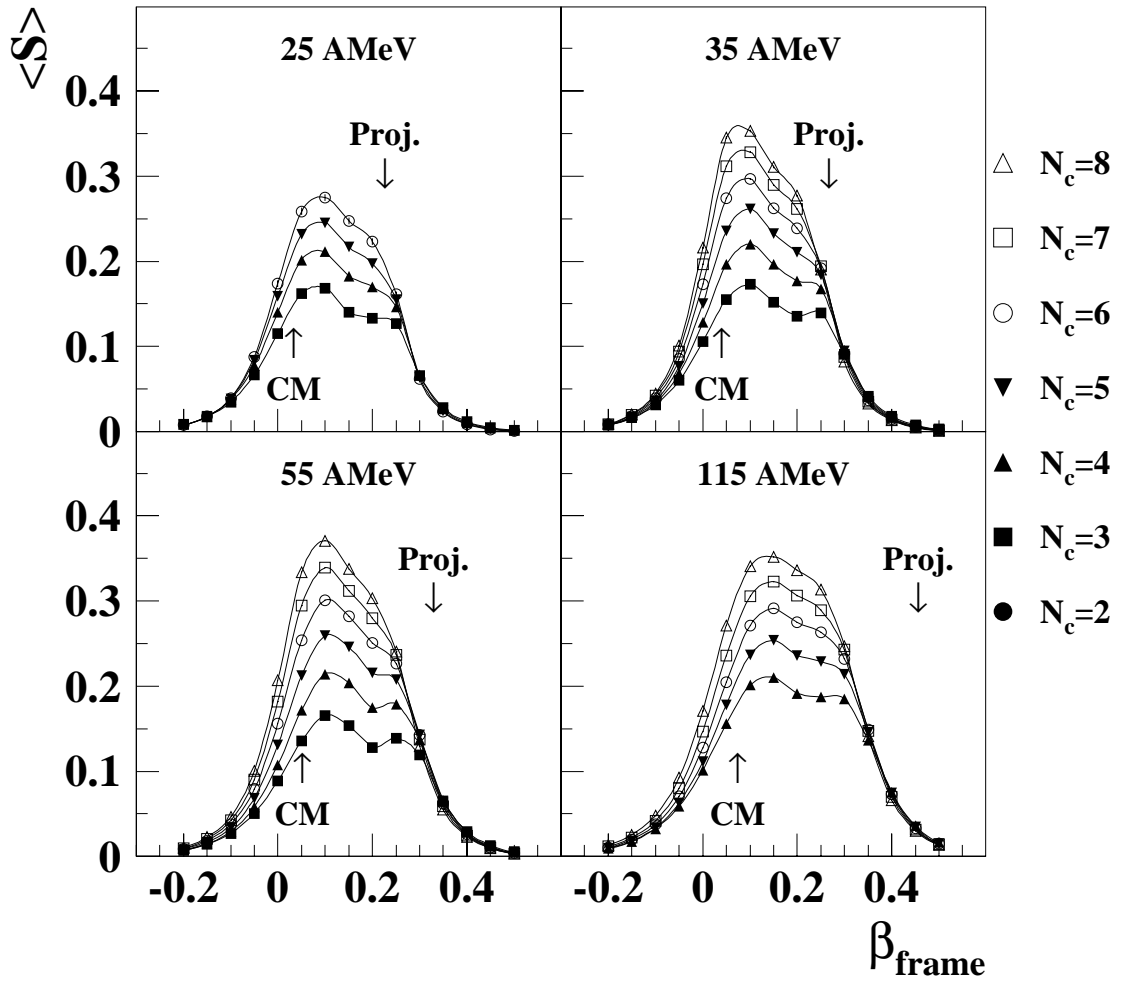 <S>
25 AMeV
35 AMeV
0.4
Proj.
↓
Proj.
↓
0.3
0.2
0.1
↑
CM
↑
CM
0
△ N_c=8
□ N_c=7
○ N_c=6
▼ N_c=5
▲ N_c=4
■ N_c=3
● N_c=2
55 AMeV
115 AMeV
0.4
Proj.
↓
Proj.
↓
0.3
0.2
0.1
↑
CM
↑
CM
0
-0.2 0 0.2 0.4
-0.2 0 0.2 0.4
β_frame